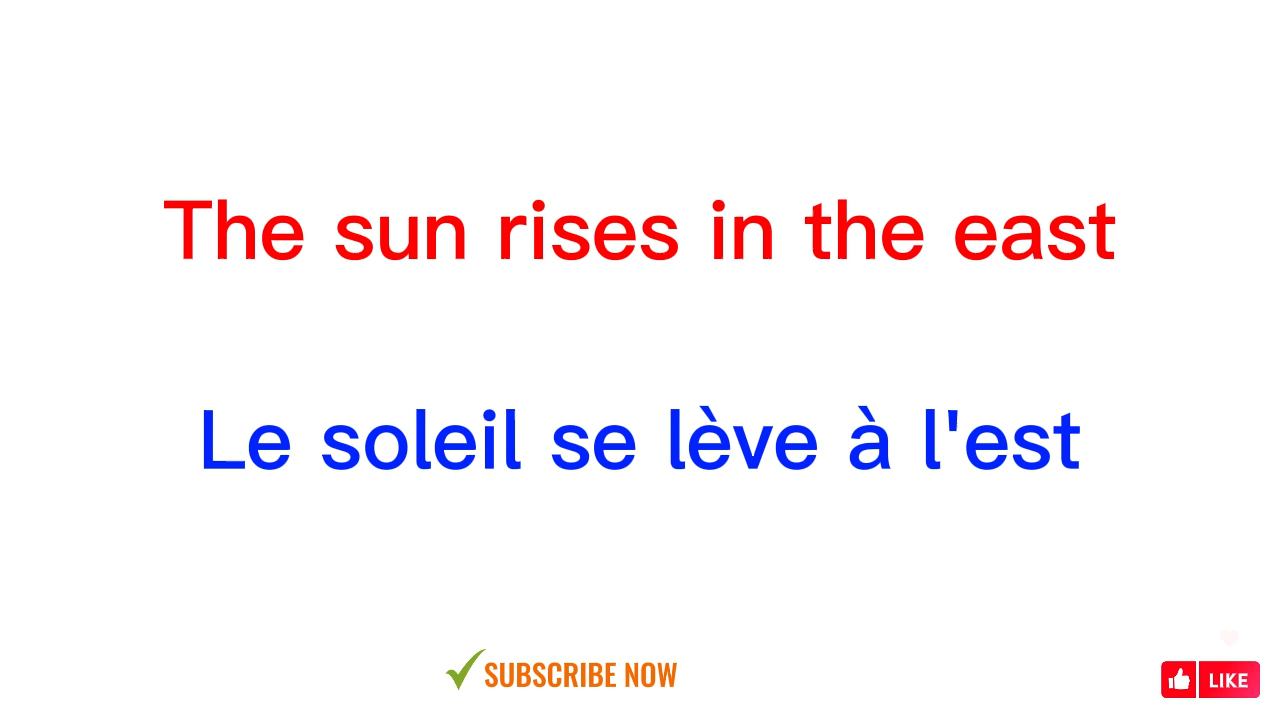 The sun rises in the east
Le soleil se lève à l'est
SUBSCRIBE NOW
LIKE